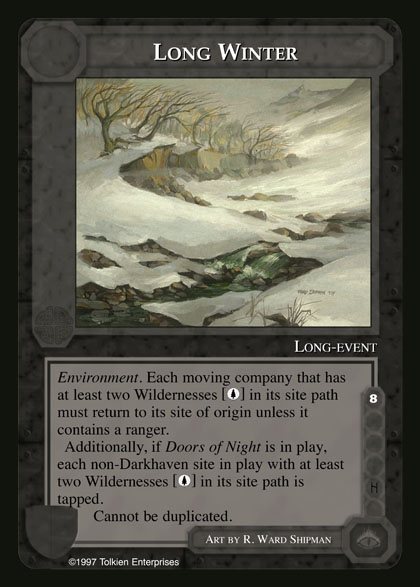 Long Winter
Long-event
Environment. Each moving company that has
at least two Wildernesses [] in its site path
must return to its site of origin unless it
contains a ranger.
Additionally, if Doors of Night is in play,
each non-Darkhaven site in play with at least
two Wildernesses [] in its site path is
tapped.
Cannot be duplicated.
8
H
Art by R. Ward Shipman
©1997 Tolkien Enterprises